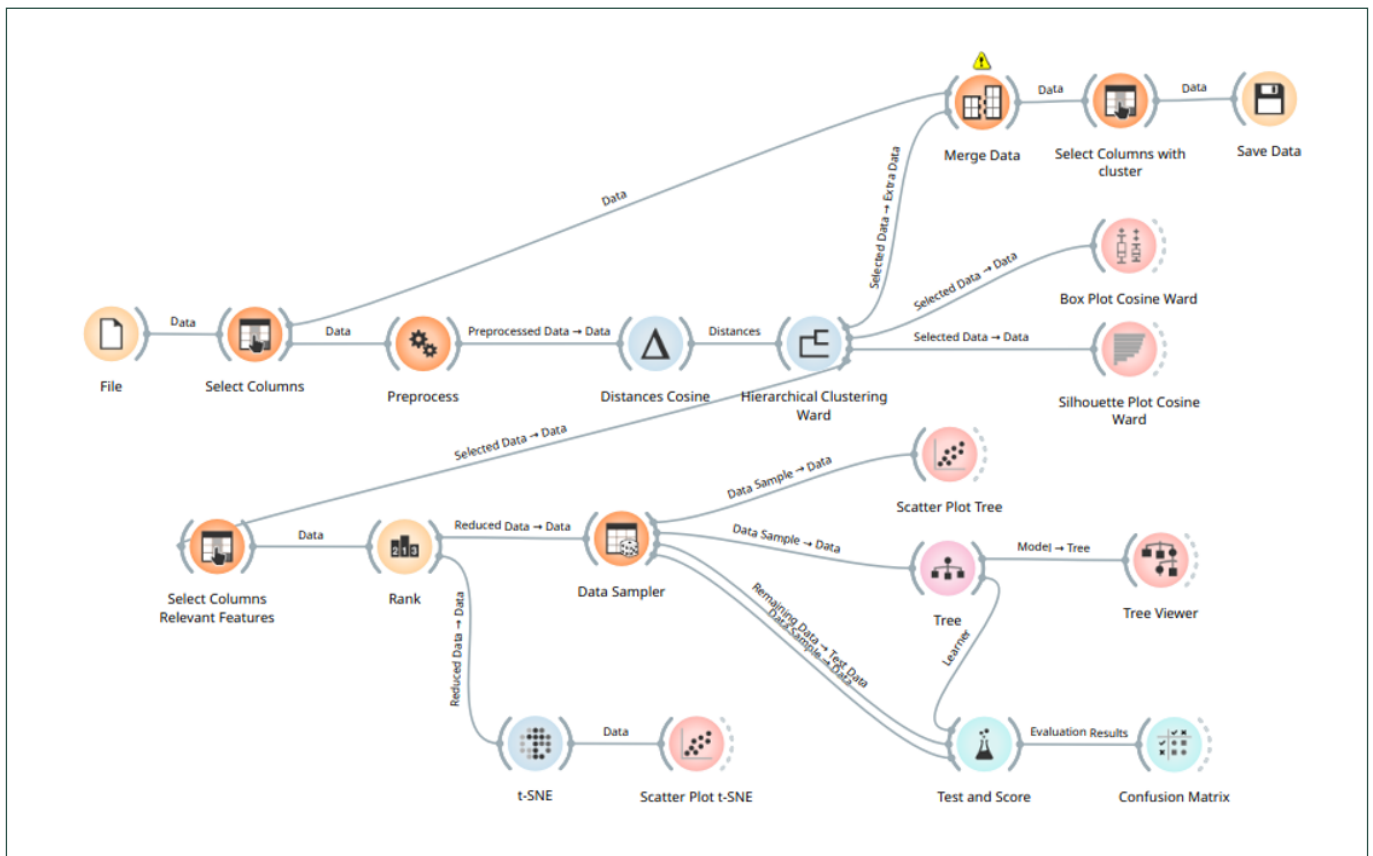 Data
Data
Merge Data
Select Columns with
cluster
Save Data
Data
Selected Data → Extra Data
Selected Data → Data
Box Plot Cosine Ward
Data
File
Data
Select Columns
Preprocessed Data → Data
Preprocess
Distances
Distances Cosine
Hierarchical Clustering
Ward
Selected Data → Data
Silhouette Plot Cosine
Ward
Selected Data → Data
Data Sample → Data
Scatter Plot Tree
Select Columns
Relevant Features
Data
Rank
Reduced Data → Data
Data Sampler
Data Sample → Data
Tree
Model → Tree
Tree Viewer
Reduced Data → Data
Remaining Data → Test Data
Data Sample → Data
Learner
t-SNE
Data
Scatter Plot t-SNE
Test and Score
Evaluation Results
Confusion Matrix